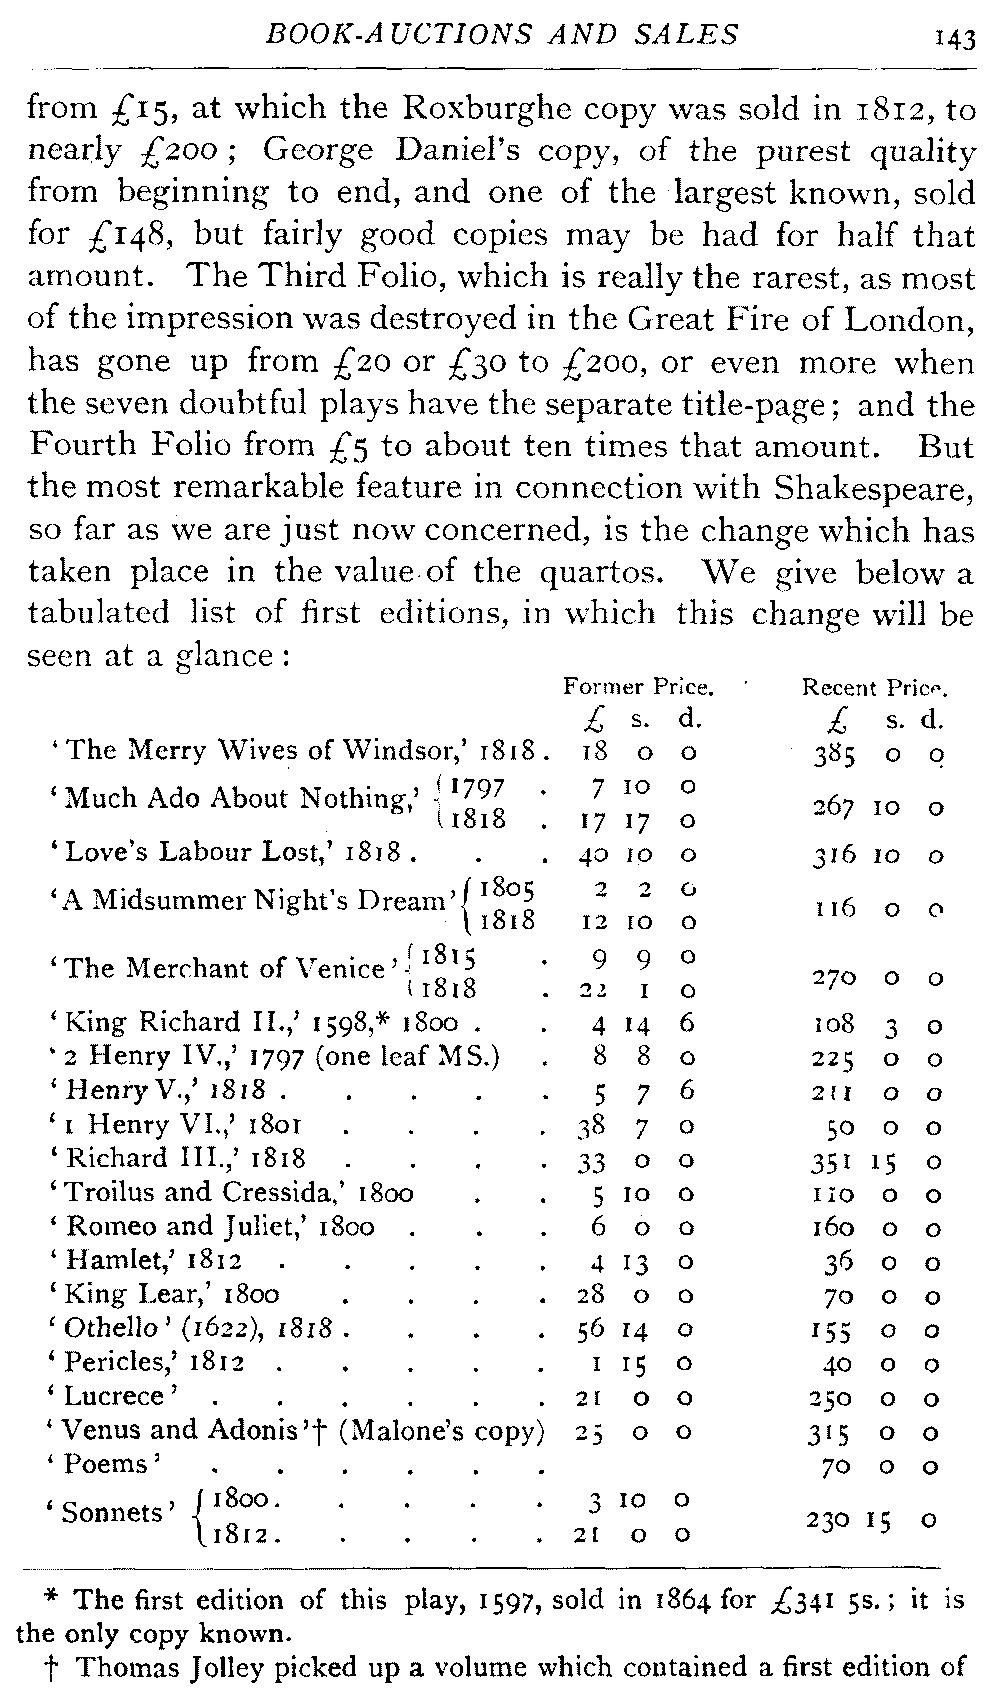 BOOK-AUCTIONS AND SALES 143
from £15, at which the Roxburghe copy was sold in 1812, to
nearly £200 ; George Daniel's copy, of the purest quality
from beginning to end, and one of the largest known, sold
for £148, but fairly good copies may be had for half that
amount. The Third Folio, which is really the rarest, as most
of the impression was destroyed in the Great Fire of London,
has gone up from £20 or £30 to £200, or even more when
the seven doubtful plays have the separate title-page; and the
Fourth Folio from £5 to about ten times that amount. But
the most remarkable feature in connection with Shakespeare,
so far as we are just now concerned, is the change which has
taken place in the value of the quartos. We give below a
tabulated list of first editions, in which this change will be
seen at a glance :
Former Price. Recent Price.
£ s. d. £ s. d.
‘The Merry Wives of Windsor,’ 1818. 18 0 0 385 0 0
‘Much Ado About Nothing,’ { 1797 . 7 10 0
1818 . 17 17 0 267 10 0
‘Love's Labour Lost,’ 1818 . . . 40 10 0 316 10 0
‘A Midsummer Night's Dream’ { 1805 2 2 0
1818 12 10 0 116 0 0
‘The Merchant of Venice’ { 1815 . 9 9 0
1818 . 22 1 0 270 0 0
‘King Richard II.,’ 1598,* 1800 . . 4 14 6 108 3 0
‘2 Henry IV.,’ 1797 (one leaf MS.) . 8 8 0 225 0 0
‘Henry V.,’ 1818 . . . . . 5 7 6 211 0 0
‘1 Henry VI.,’ 1801 . . . . 38 7 0 50 0 0
‘Richard III.,’ 1818 . . . . 33 0 0 351 15 0
‘Troilus and Cressida,’ 1800 . . 5 10 0 110 0 0
‘Romeo and Juliet,’ 1800 . . . 6 0 0 160 0 0
‘Hamlet,’ 1812 . . . . . 4 13 0 36 0 0
‘King Lear,’ 1800 . . . . 28 0 0 70 0 0
‘Othello’ (1622), 1818 . . . . 56 14 0 155 0 0
‘Pericles,’ 1812 . . . . . 1 15 0 40 0 0
‘Lucrece’ . . . . . . 21 0 0 250 0 0
‘Venus and Adonis’† (Malone's copy) 25 0 0 315 0 0
‘Poems’ . . . . . . 70 0 0
‘Sonnets’ { 1800. . . . . 3 10 0
1812. . . . . 21 0 0 230 15 0
* The first edition of this play, 1597, sold in 1864 for £341 5s. ; it is
the only copy known.
† Thomas Jolley picked up a volume which contained a first edition of